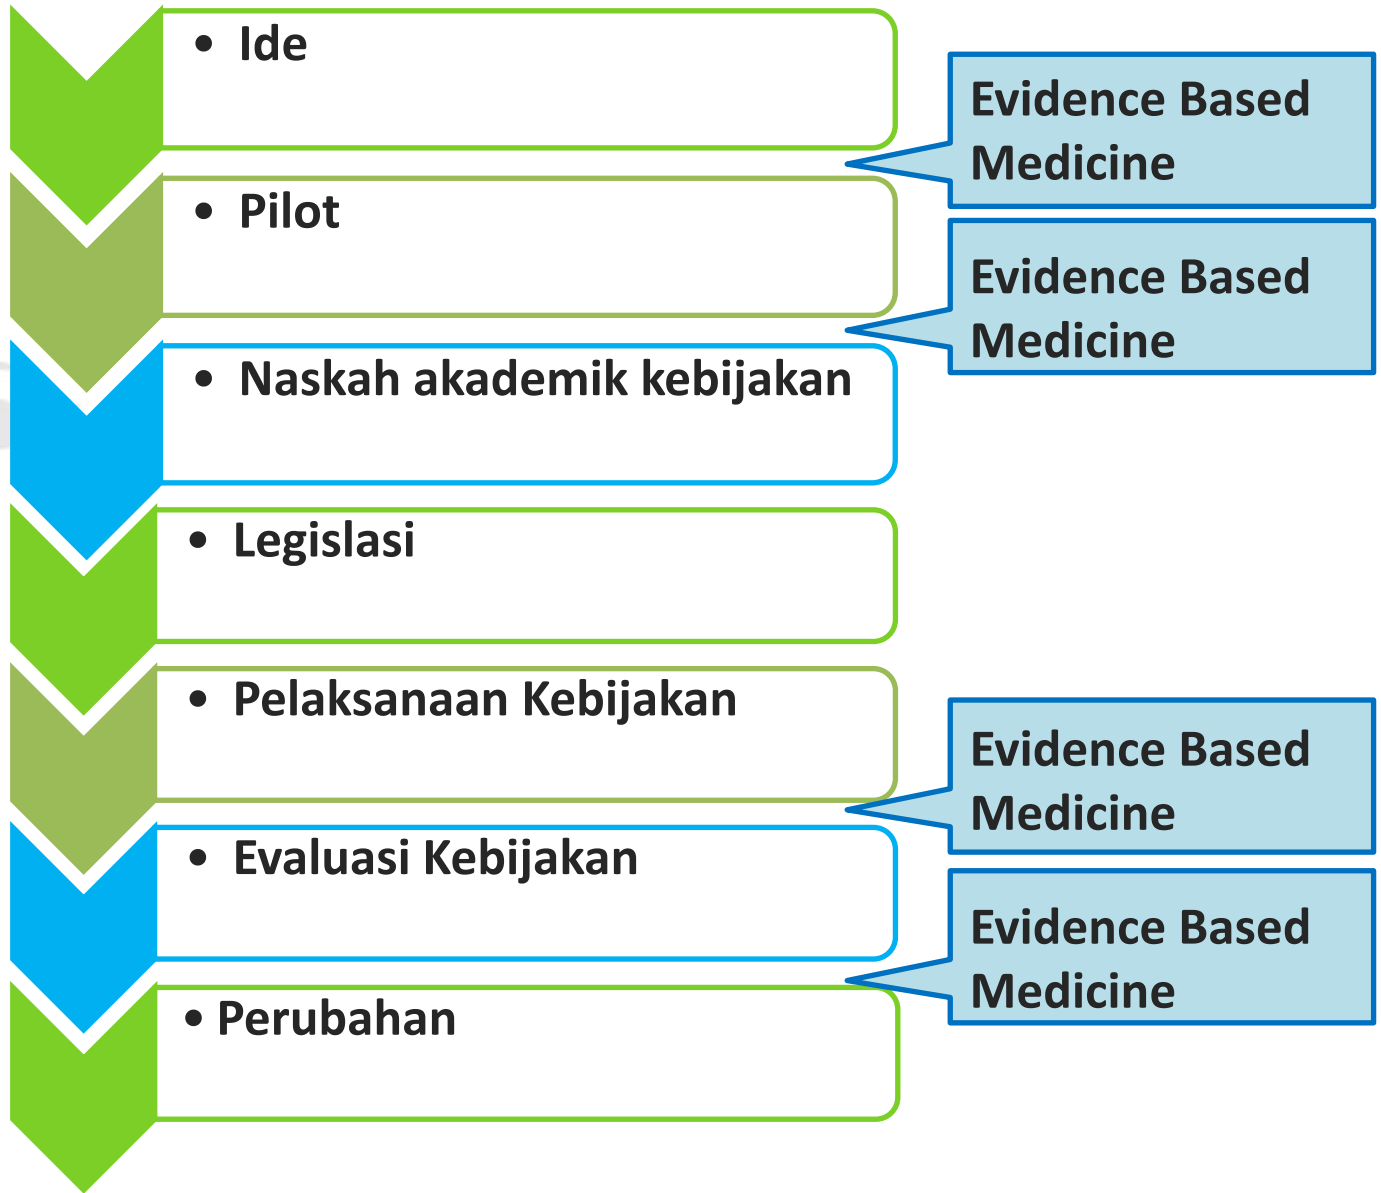 • Ide
Evidence Based
Medicine
• Pilot
Evidence Based
Medicine
• Naskah akademik kebijakan
• Legislasi
• Pelaksanaan Kebijakan
Evidence Based
Medicine
• Evaluasi Kebijakan
Evidence Based
Medicine
• Perubahan